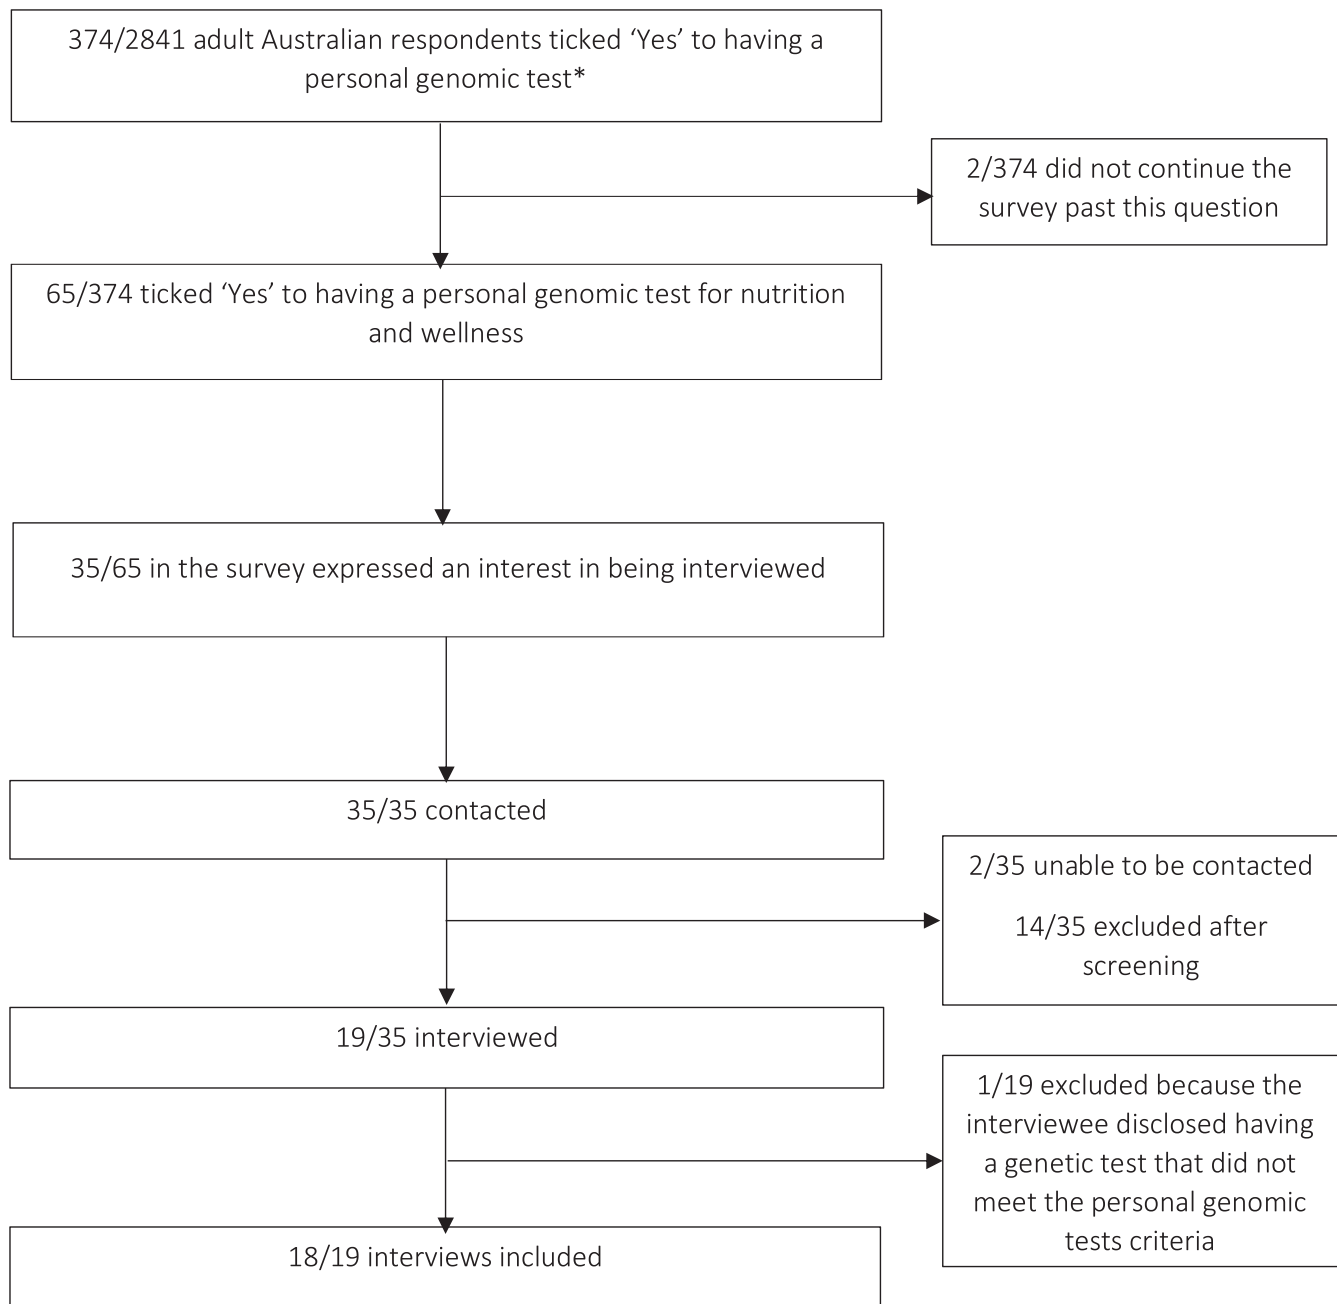 374/2841 adult Australian respondents ticked ‘Yes’ to having a
personal genomic test*
2/374 did not continue the
survey past this question
65/374 ticked ‘Yes’ to having a personal genomic test for nutrition
and wellness
35/65 in the survey expressed an interest in being interviewed
35/35 contacted
2/35 unable to be contacted
14/35 excluded after
screening
19/35 interviewed
1/19 excluded because the
interviewee disclosed having
a genetic test that did not
meet the personal genomic
tests criteria
18/19 interviews included